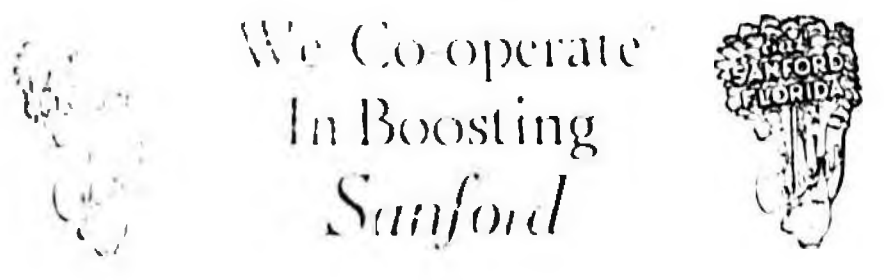 We Co-operate
In Boosting
Sanford
SANFORD
FLORIDA